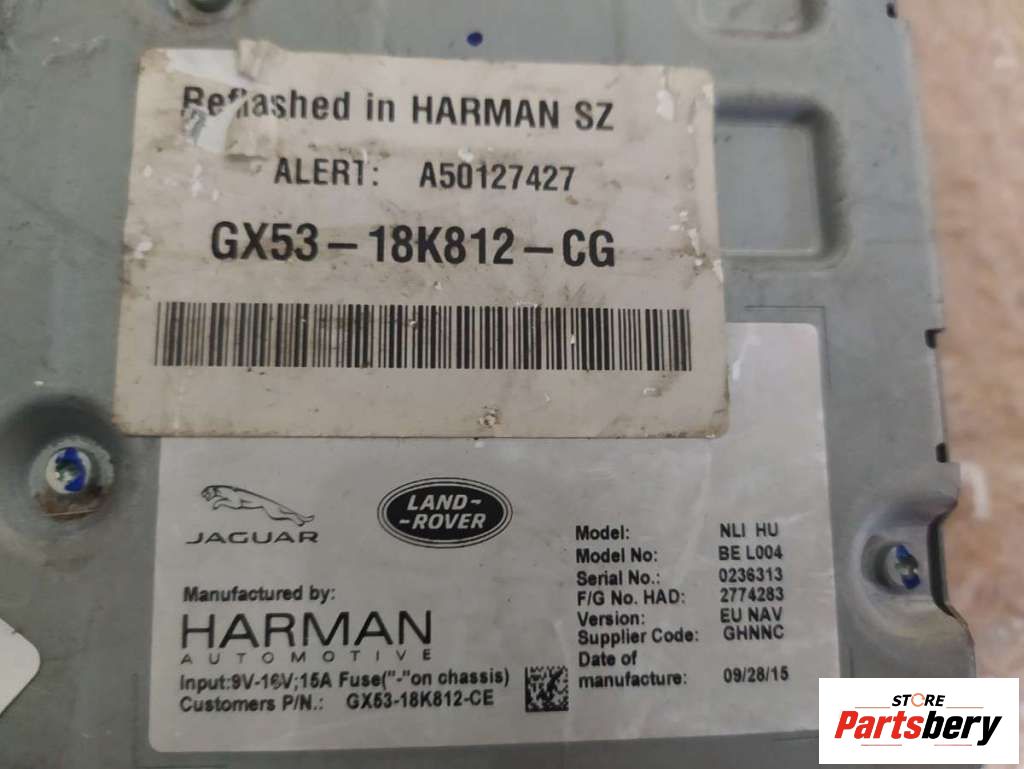 Reflashed in HARMAN SZ
ALERT: A50127427
GX53-18K812-CG
JAGUAR
LAND-
-ROVER
Manufactured by:
HARMAN
AUTOMOTIVE
Input:9V-16V;15A Fuse("-"on chassis)
Customers P/N.: GX53-18K812-CE
Model: NLI HU
Model No: BE L004
Serial No.: 0236313
F/G No. HAD: 2774283
Version: EU NAV
Supplier Code: GHNNC
Date of
manufacture: 09/28/15
STORE
Partsbery